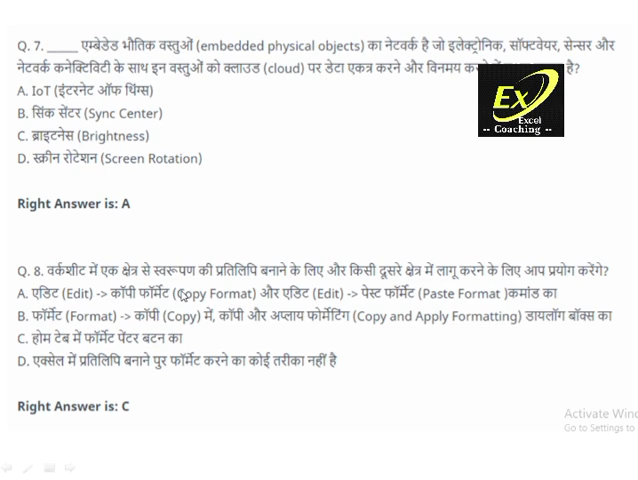 Q. 7. _____ एम्बेडेड भौतिक वस्तुओं (embedded physical objects) का नेटवर्क है जो इलेक्ट्रोनिक, सॉफ्टवेयर, सेन्सर और
नेटवर्क कनेक्टिविटी के साथ इन वस्तुओं को क्लाउड (cloud) पर डेटा एकत्र करने और विनमय है?
A. IoT (इंटरनेट ऑफ थिंग्स)
B. सिंक सेंटर (Sync Center)
C. ब्राइटनेस (Brightness)
D. स्क्रीन रोटेशन (Screen Rotation)
Ex
Excel
-- Coaching --
Right Answer is: A
Q. 8. वर्कशीट में एक क्षेत्र से स्वरूपण की प्रतिलिपि बनाने के लिए और किसी दूसरे क्षेत्र में लागू करने के लिए आप प्रयोग करेंगे?
A. एडिट (Edit) -> कॉपी फॉर्मेट (Copy Format) और एडिट (Edit) -> पेस्ट फॉर्मेट (Paste Format )कमांड का
B. फॉर्मेट (Format) -> कॉपी (Copy) में, कॉपी और अप्लाय फोर्मेटिंग (Copy and Apply Formatting) डायलॉग बॉक्स का
C. होम टेब में फॉर्मेट पेंटर बटन का
D. एक्सेल में प्रतिलिपि बनाने पुर फॉर्मेट करने का कोई तरीका नहीं है
Right Answer is: C
Activate Wind
Go to Settings to